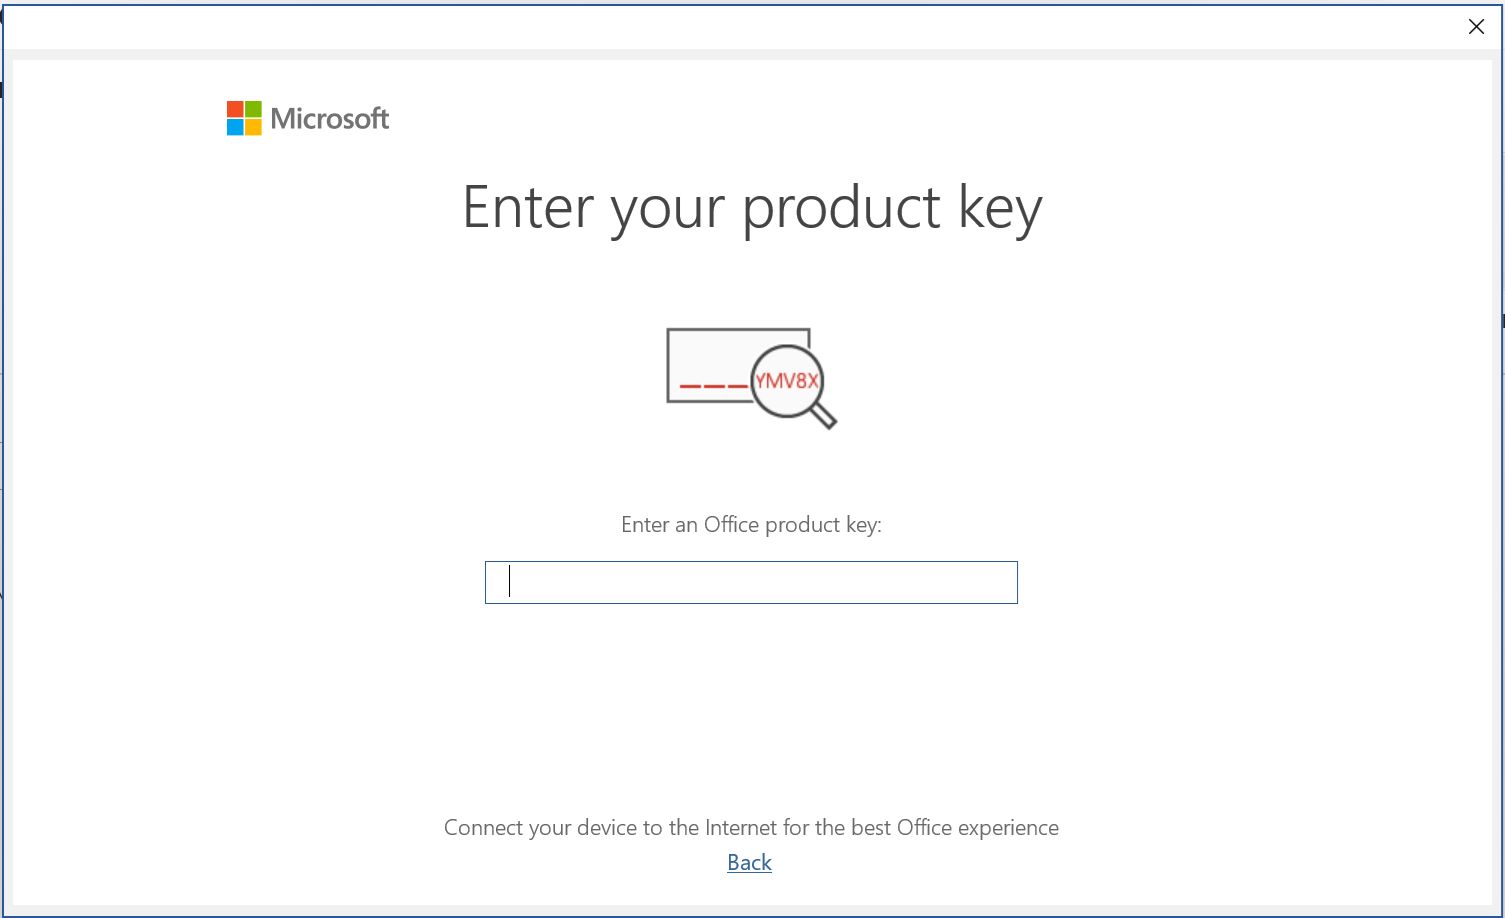 Microsoft
Enter your product key
YMV8X
Enter an Office product key:
Connect your device to the Internet for the best Office experience
Back